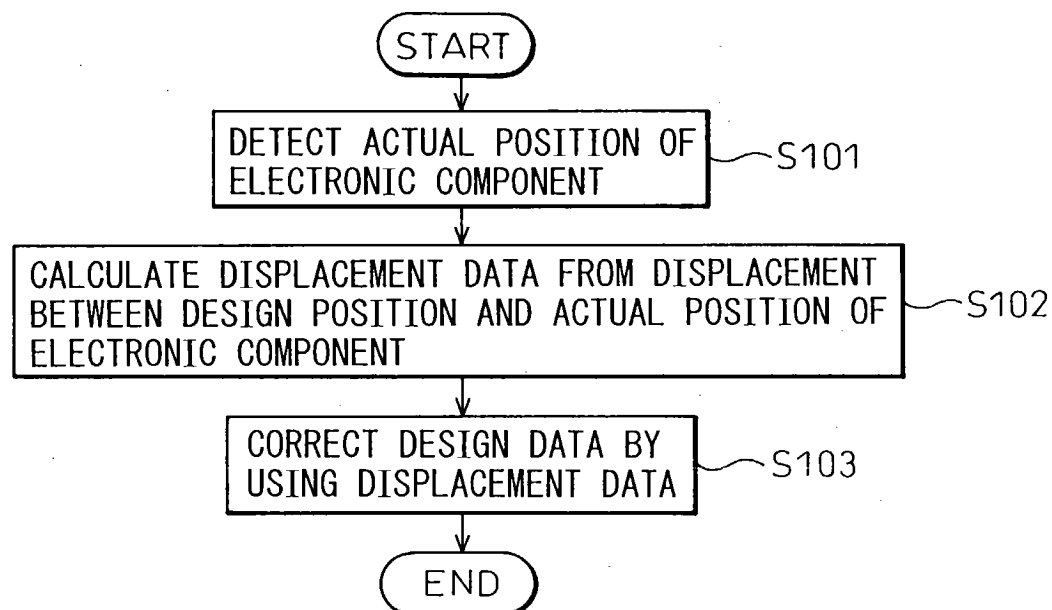 START
DETECT ACTUAL POSITION OF
ELECTRONIC COMPONENT
S101
CALCULATE DISPLACEMENT DATA FROM DISPLACEMENT
BETWEEN DESIGN POSITION AND ACTUAL POSITION OF
ELECTRONIC COMPONENT
S102
CORRECT DESIGN DATA BY
USING DISPLACEMENT DATA
S103
END